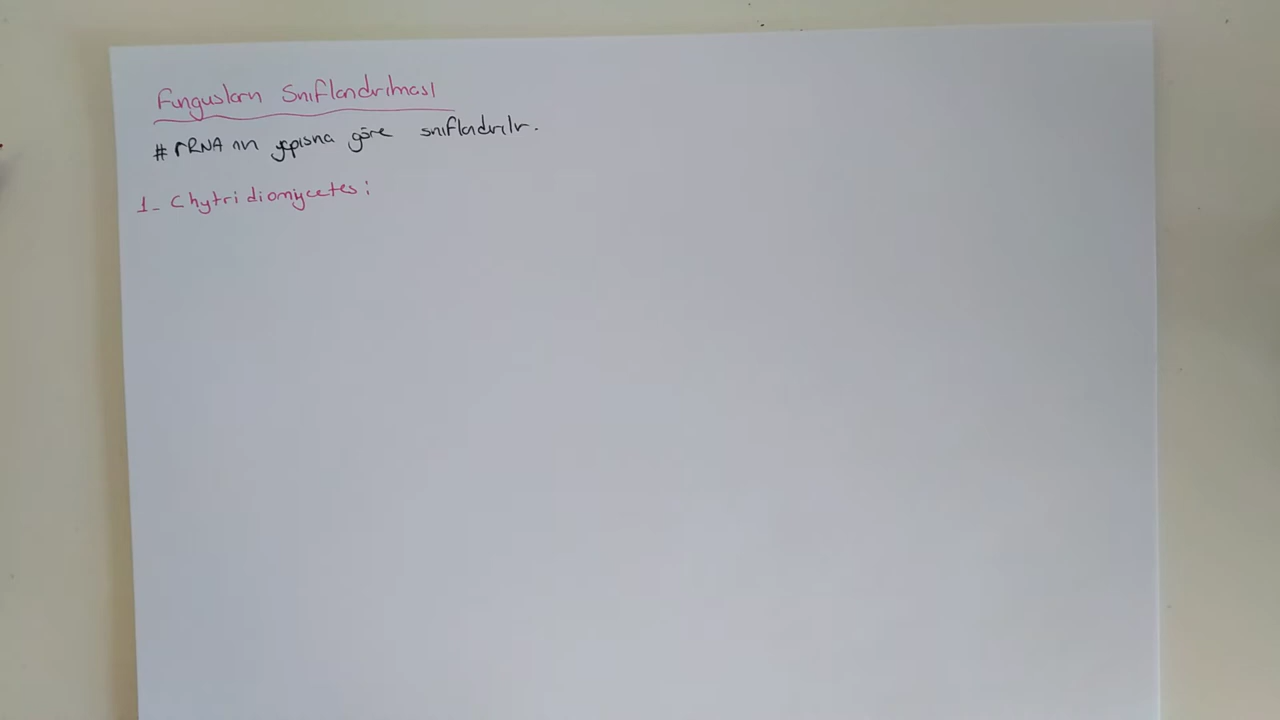 Fungusların Sınıflandırılması
# rRNA nın yapısına göre sınıflandırılır.
1- Chytridiomycetes: